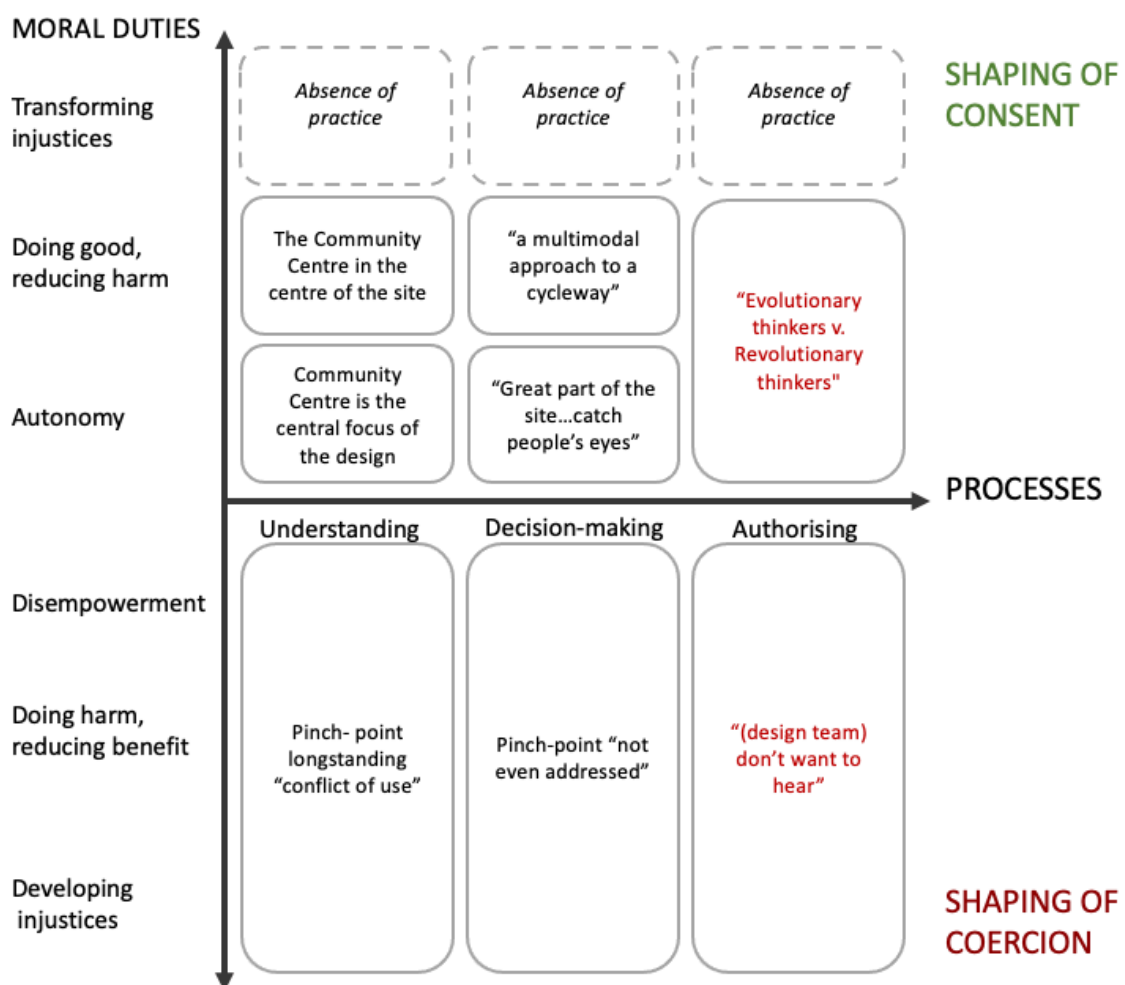 MORAL DUTIES
Transforming
injustices
Absence of
practice
Absence of
practice
Absence of
practice
SHAPING OF
CONSENT
Doing good,
reducing harm
The Community
Centre in the
centre of the site
“a multimodal
approach to a
cycleway”
“Evolutionary
thinkers v.
Revolutionary
thinkers"
Autonomy
Community
Centre is the
central focus of
the design
“Great part of the
site...catch
people’s eyes”
PROCESSES
Understanding
Decision-making
Authorising
Disempowerment
Doing harm,
reducing benefit
Pinch- point
longstanding
“conflict of use”
Pinch-point “not
even addressed”
“(design team)
don’t want to
hear”
Developing
injustices
SHAPING OF
COERCION